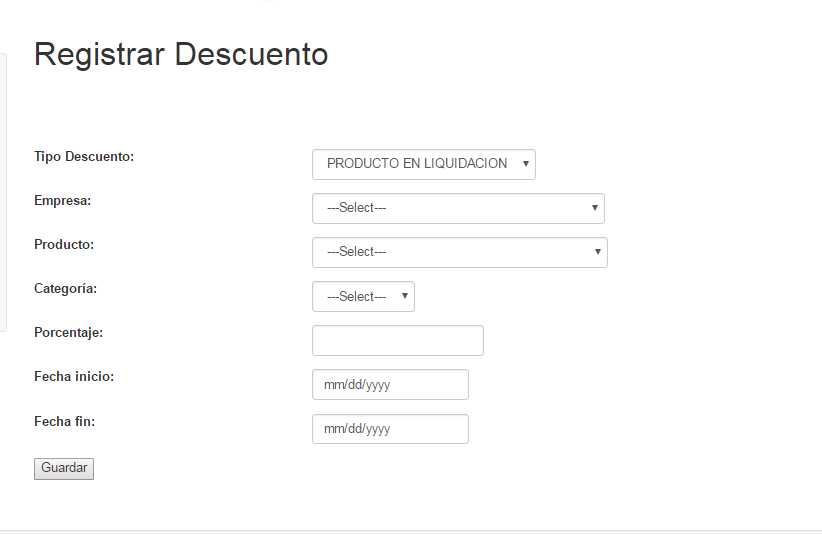 Registrar Descuento
Tipo Descuento: PRODUCTO EN LIQUIDACION
Empresa: ---Select---
Producto: ---Select---
Categoría: ---Select---
Porcentaje:
Fecha inicio: mm/dd/yyyy
Fecha fin: mm/dd/yyyy
Guardar